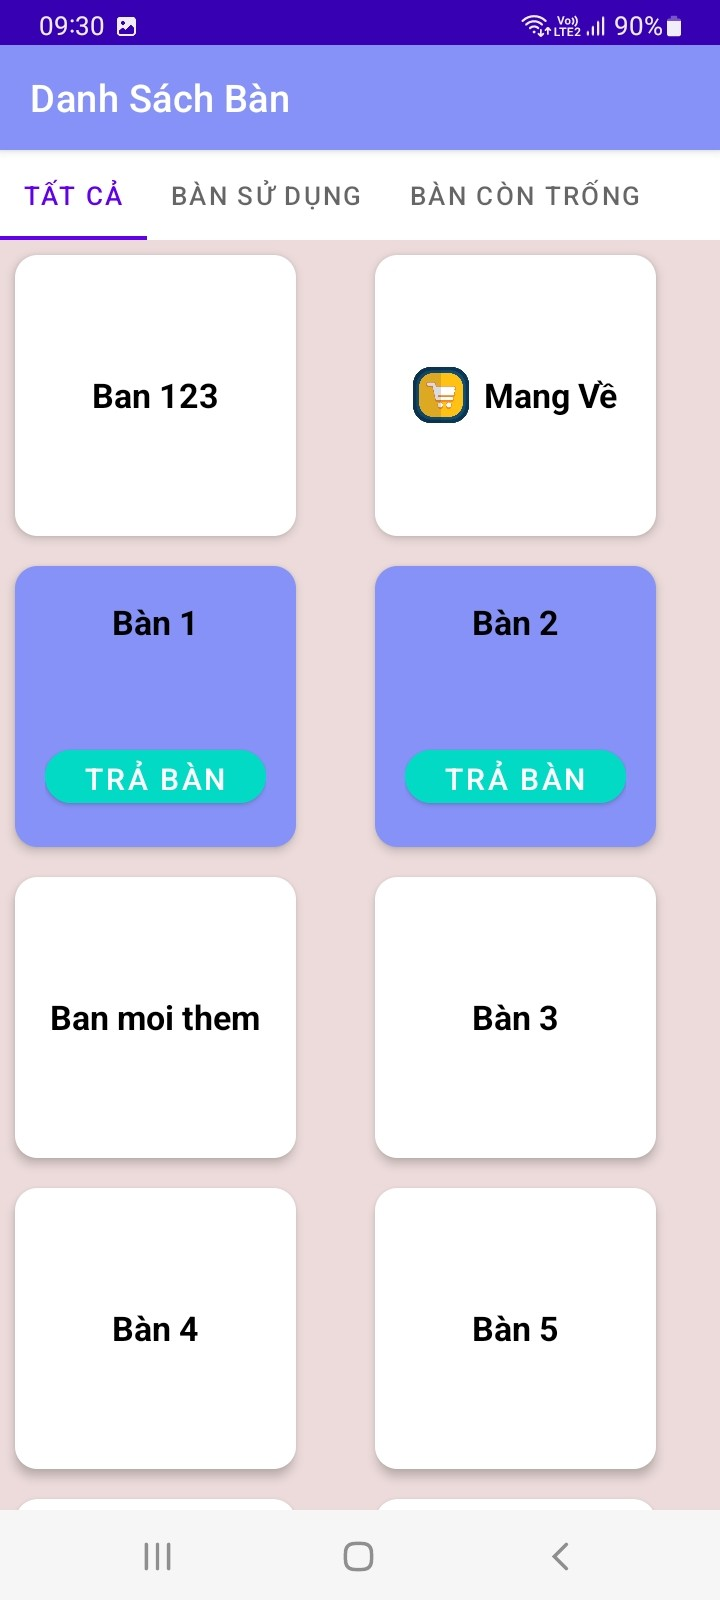 09:30 Vo)) LTE2 90%
Danh Sách Bàn
TẤT CẢ BÀN SỬ DỤNG BÀN CÒN TRỐNG
Ban 123 Mang Về
Bàn 1 Bàn 2
TRẢ BÀN TRẢ BÀN
Ban moi them Bàn 3
Bàn 4 Bàn 5